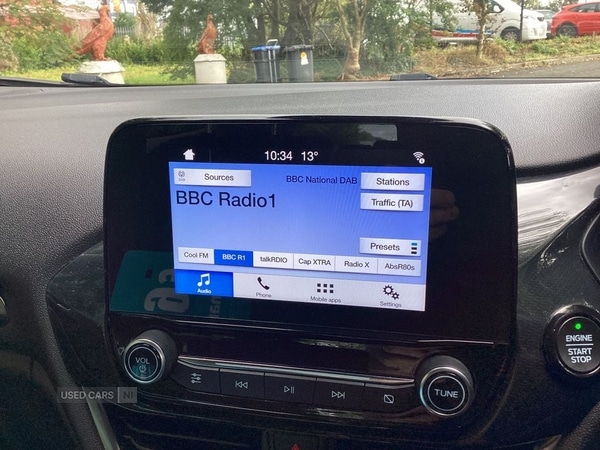 10:34 13°
Sources
BBC National DAB
Stations
BBC Radio1
Traffic (TA)
Presets
Cool FM
BBC R1
talkRDIO
Cap XTRA
Radio X
AbsR80s
Audio
Phone
Mobile apps
Settings
VOL
TUNE
ENGINE
START
STOP
USED CARS NI